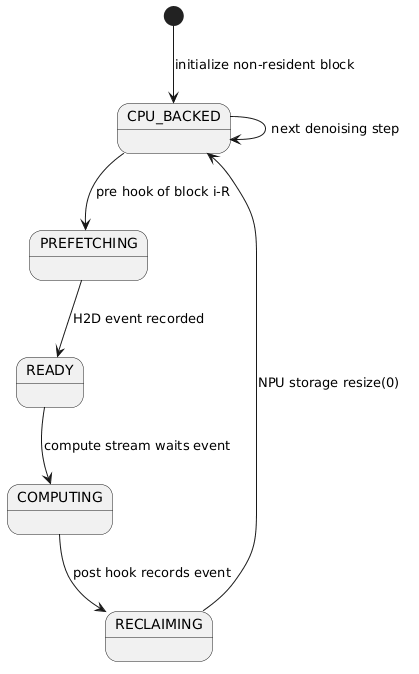 initialize non-resident block
CPU_BACKED
next denoising step
pre hook of block i-R
PREFETCHING
H2D event recorded
READY
NPU storage resize(0)
compute stream waits event
COMPUTING
post hook records event
RECLAIMING